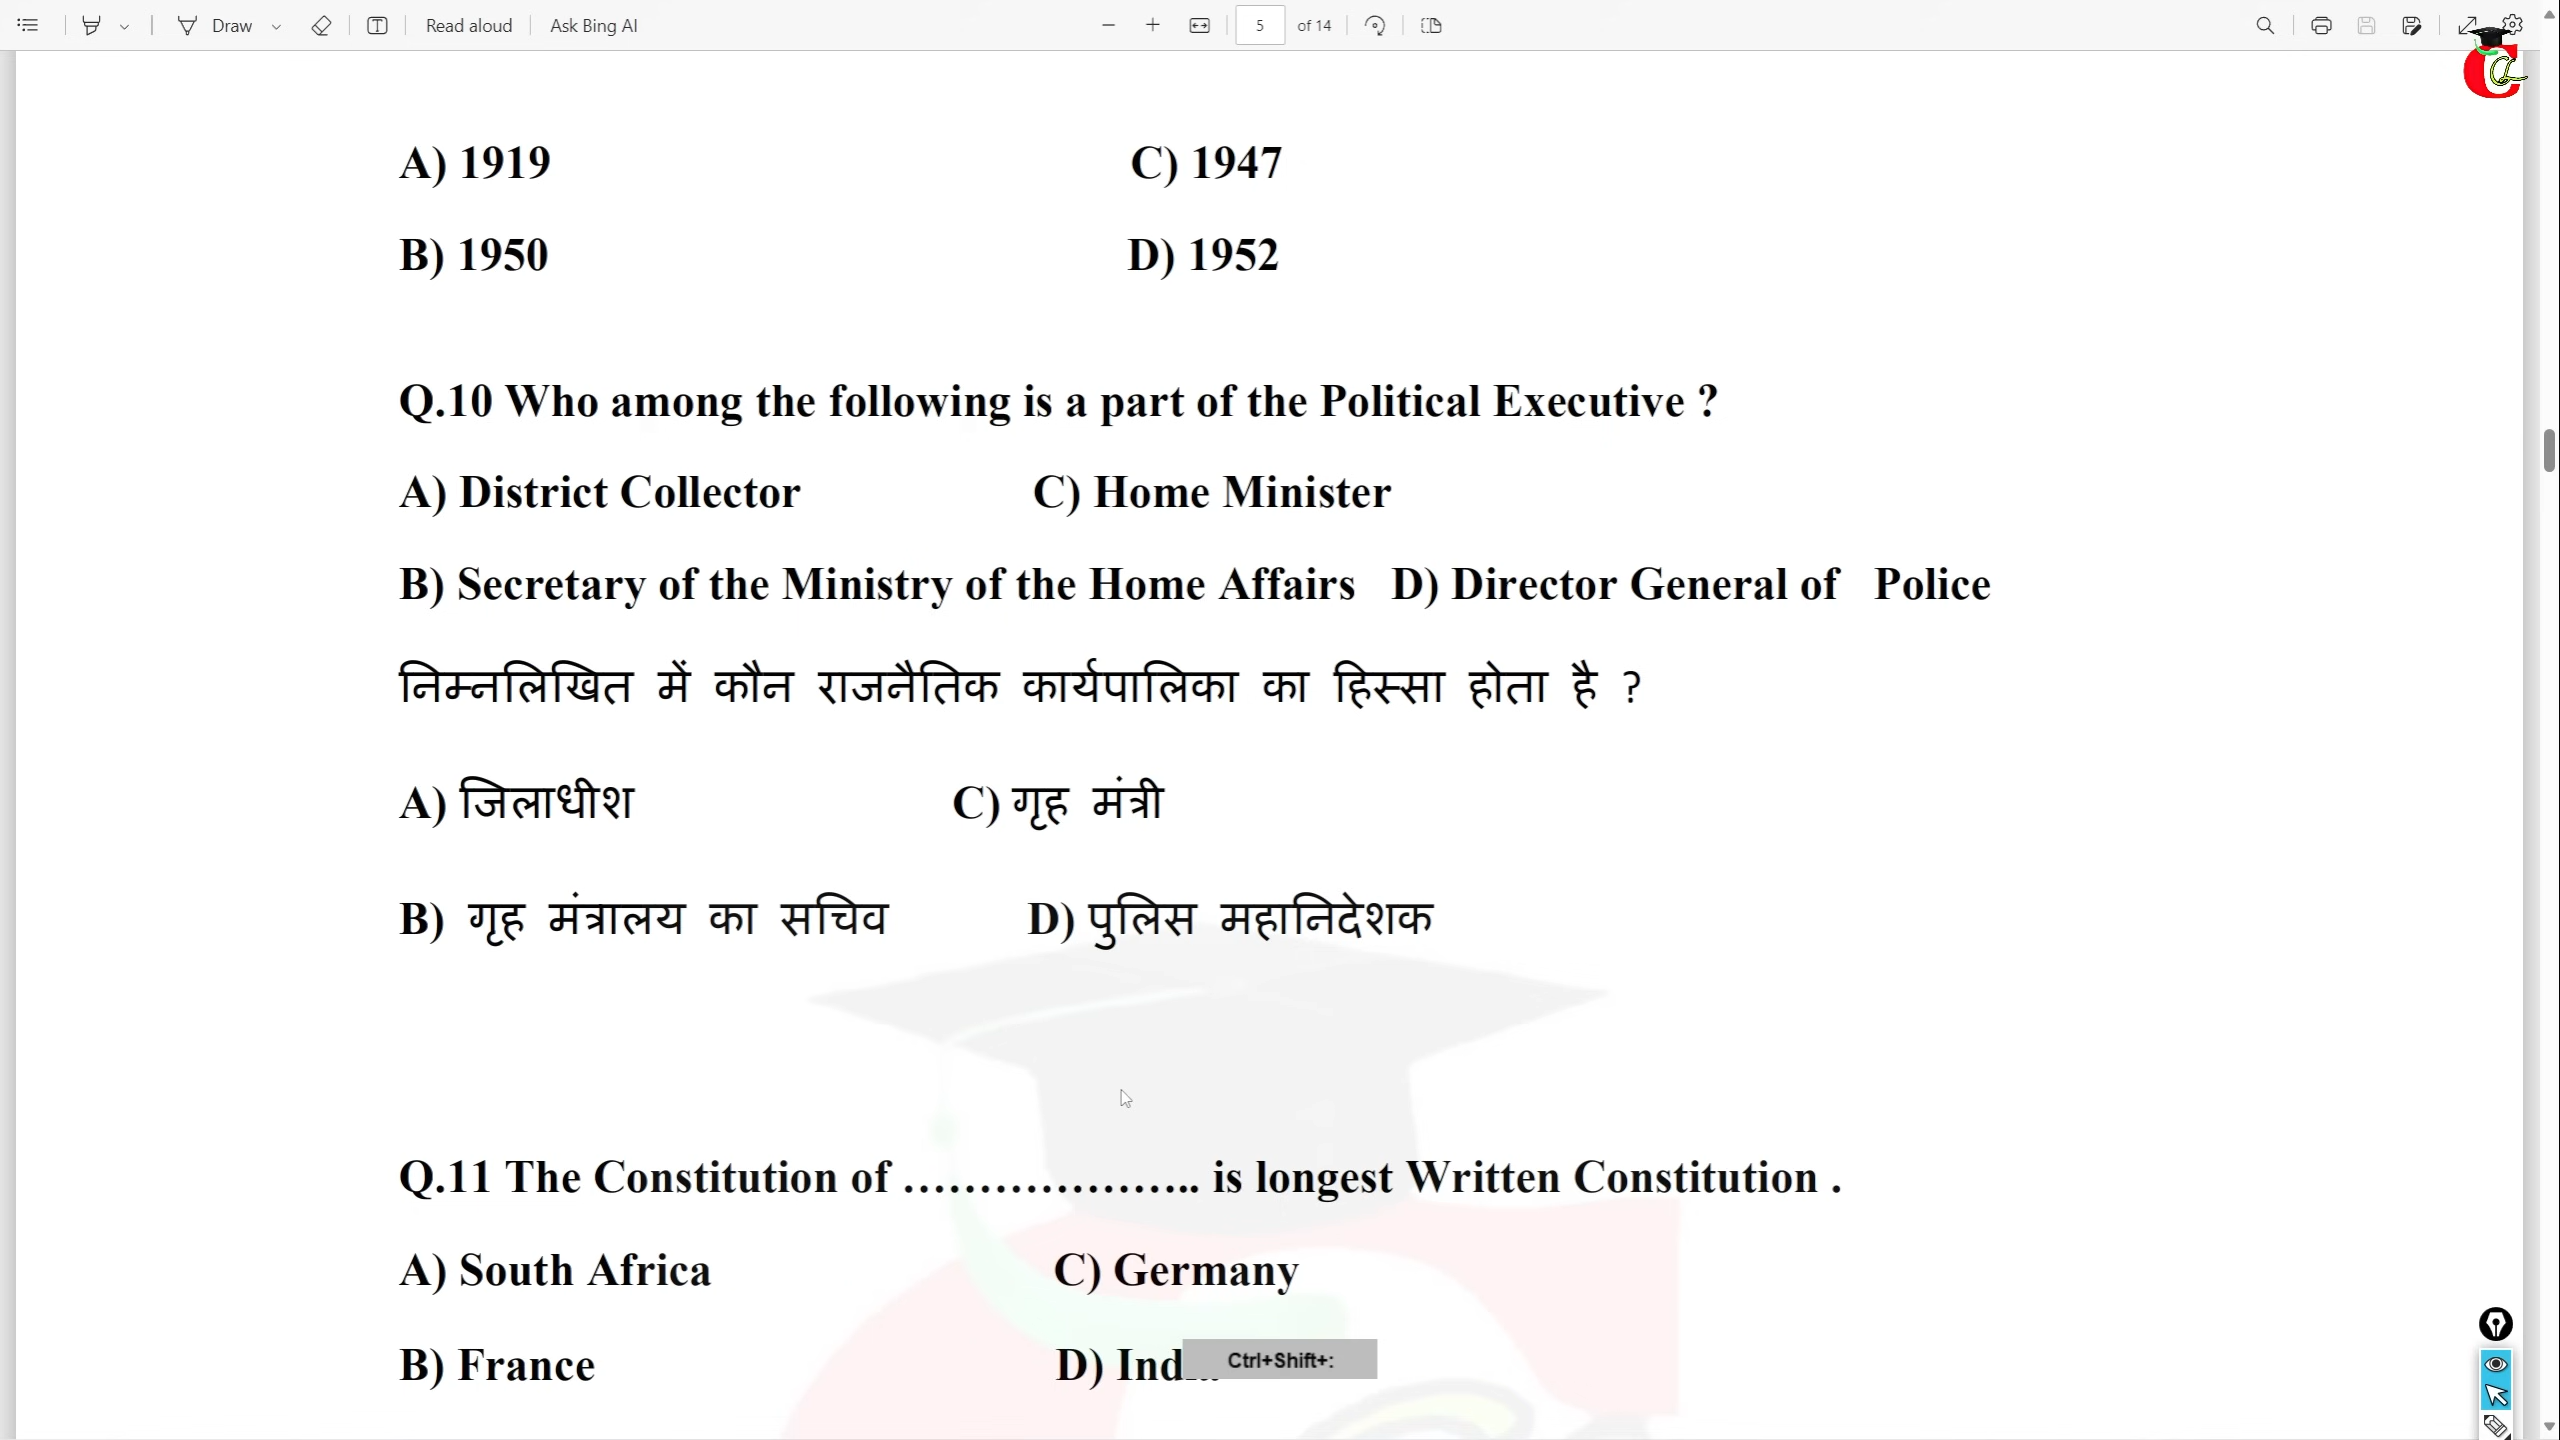 Draw
Read aloud
Ask Bing AI
5 of 14
A) 1919 C) 1947
B) 1950 D) 1952
Q.10 Who among the following is a part of the Political Executive ?
A) District Collector C) Home Minister
B) Secretary of the Ministry of the Home Affairs D) Director General of Police
निम्नलिखित में कौन राजनैतिक कार्यपालिका का हिस्सा होता है ?
A) जिलाधीश C) गृह मंत्री
B) गृह मंत्रालय का सचिव D) पुलिस महानिदेशक
Q.11 The Constitution of ……………….. is longest Written Constitution .
A) South Africa C) Germany
B) France D)
Ctrl+Shift+: